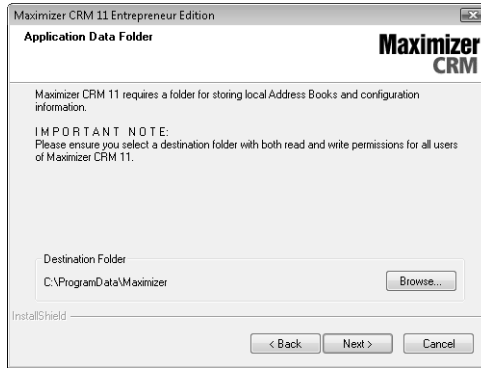 Maximizer CRM 11 Entrepreneur Edition
Application Data Folder
Maximizer
CRM
Maximizer CRM 11 requires a folder for storing local Address Books and configuration
information.
I M P O R T A N T   N O T E:
Please ensure you select a destination folder with both read and write permissions for all users
of Maximizer CRM 11.
Destination Folder
C:\ProgramData\Maximizer
Browse...
InstallShield
< Back
Next >
Cancel